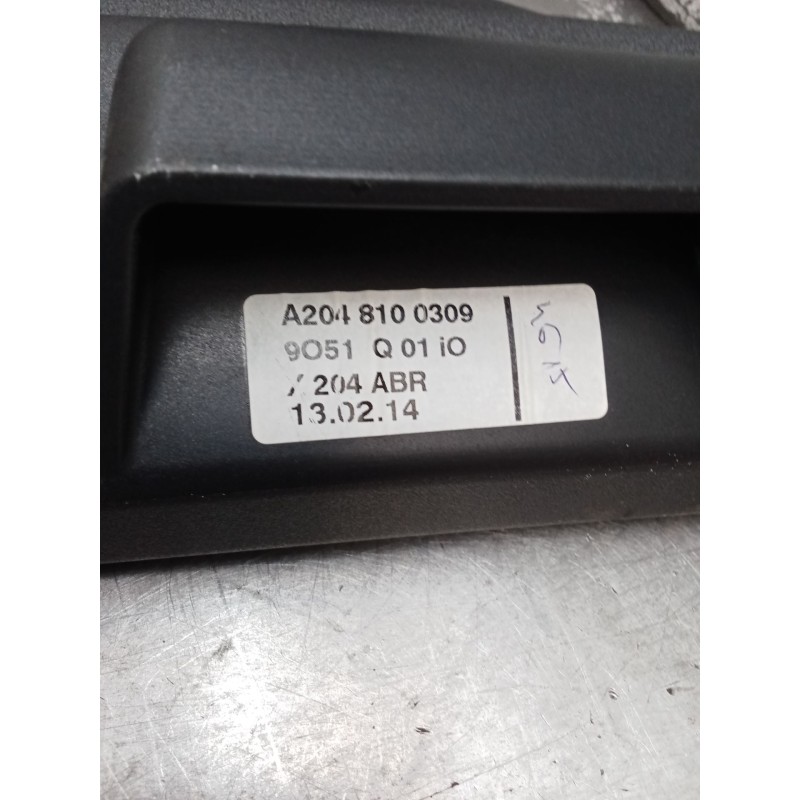 A204 810 0309
9O51 Q 01 iO
X 204 ABR
13.02.14